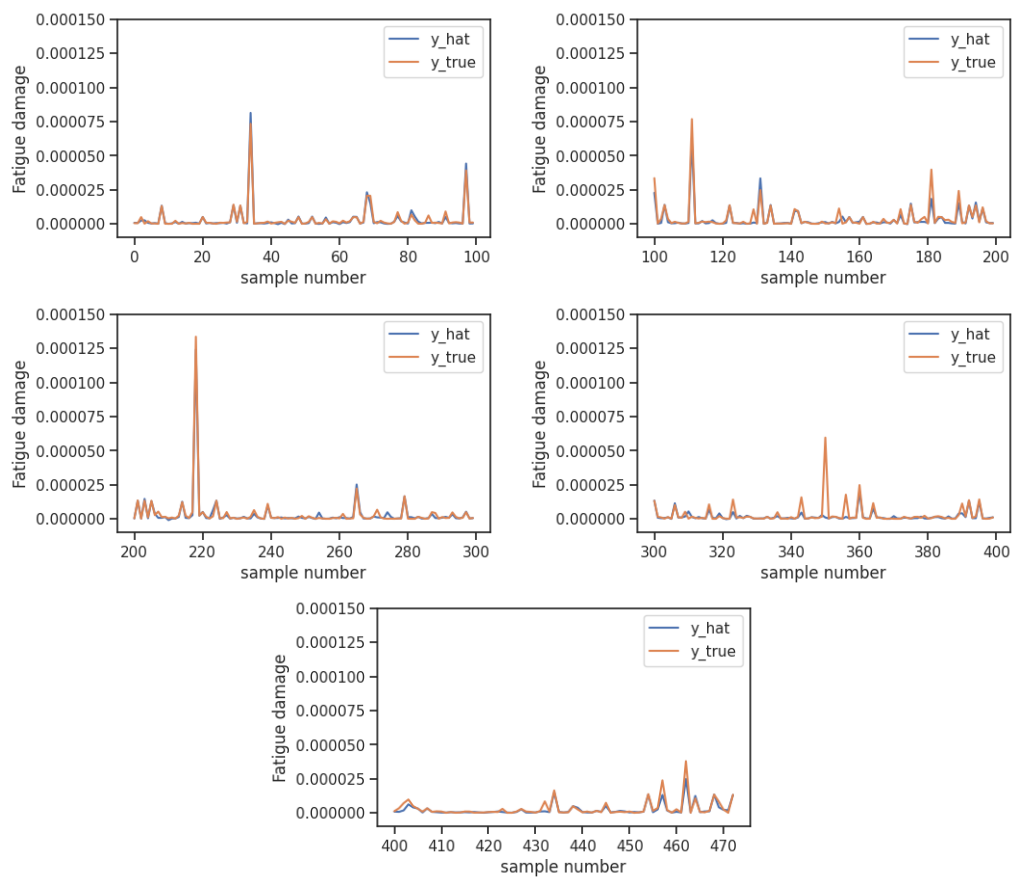 0.000150
0.000125
0.000100
0.000075
0.000050
0.000025
0.000000
Fatigue damage
y_hat
y_true
0 20 40 60 80 100
sample number
0.000150
0.000125
0.000100
0.000075
0.000050
0.000025
0.000000
Fatigue damage
y_hat
y_true
100 120 140 160 180 200
sample number
0.000150
0.000125
0.000100
0.000075
0.000050
0.000025
0.000000
Fatigue damage
y_hat
y_true
200 220 240 260 280 300
sample number
0.000150
0.000125
0.000100
0.000075
0.000050
0.000025
0.000000
Fatigue damage
y_hat
y_true
300 320 340 360 380 400
sample number
0.000150
0.000125
0.000100
0.000075
0.000050
0.000025
0.000000
Fatigue damage
y_hat
y_true
400 410 420 430 440 450 460 470
sample number